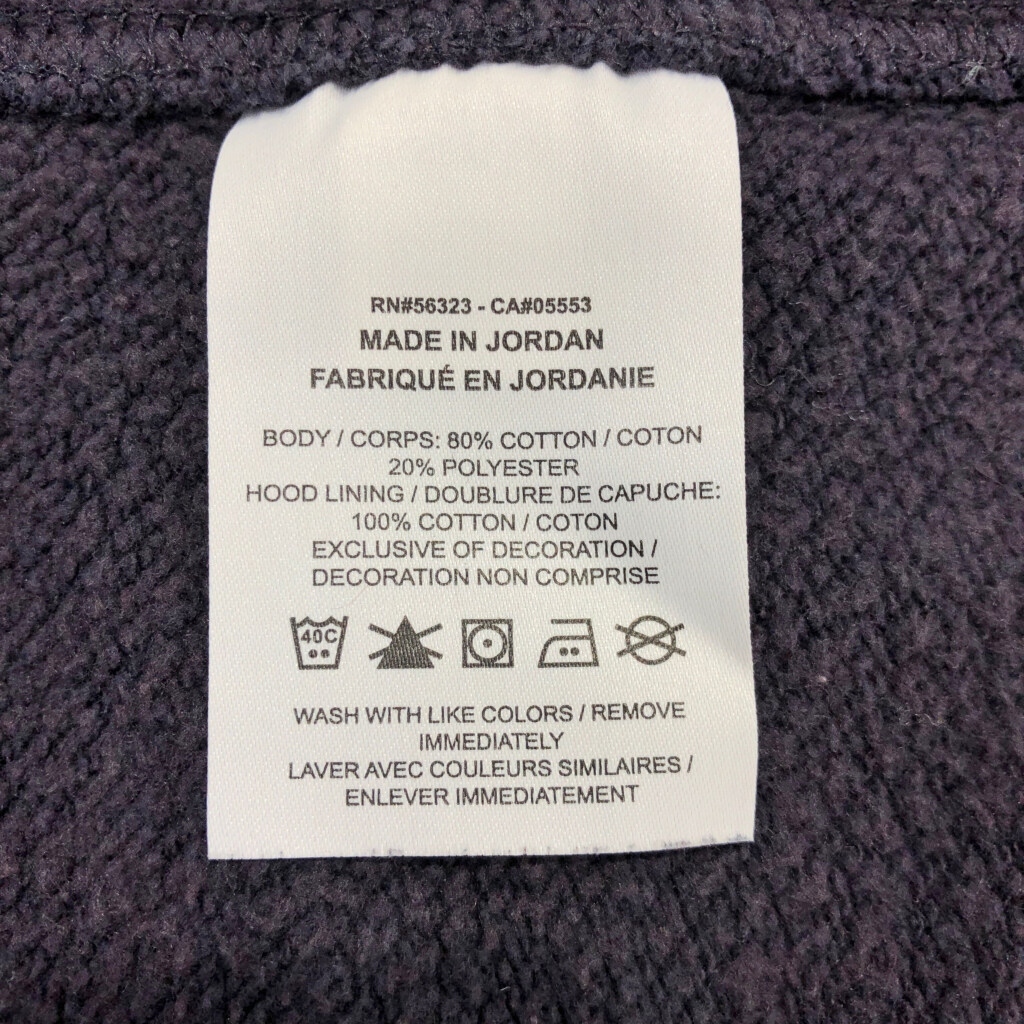 RN#56323 - CA#05553
MADE IN JORDAN
FABRIQUÉ EN JORDANIE
BODY / CORPS: 80% COTTON / COTON
20% POLYESTER
HOOD LINING / DOUBLURE DE CAPUCHE:
100% COTTON / COTON
EXCLUSIVE OF DECORATION /
DECORATION NON COMPRISE
40C
WASH WITH LIKE COLORS / REMOVE
IMMEDIATELY
LAVER AVEC COULEURS SIMILAIRES /
ENLEVER IMMEDIATEMENT